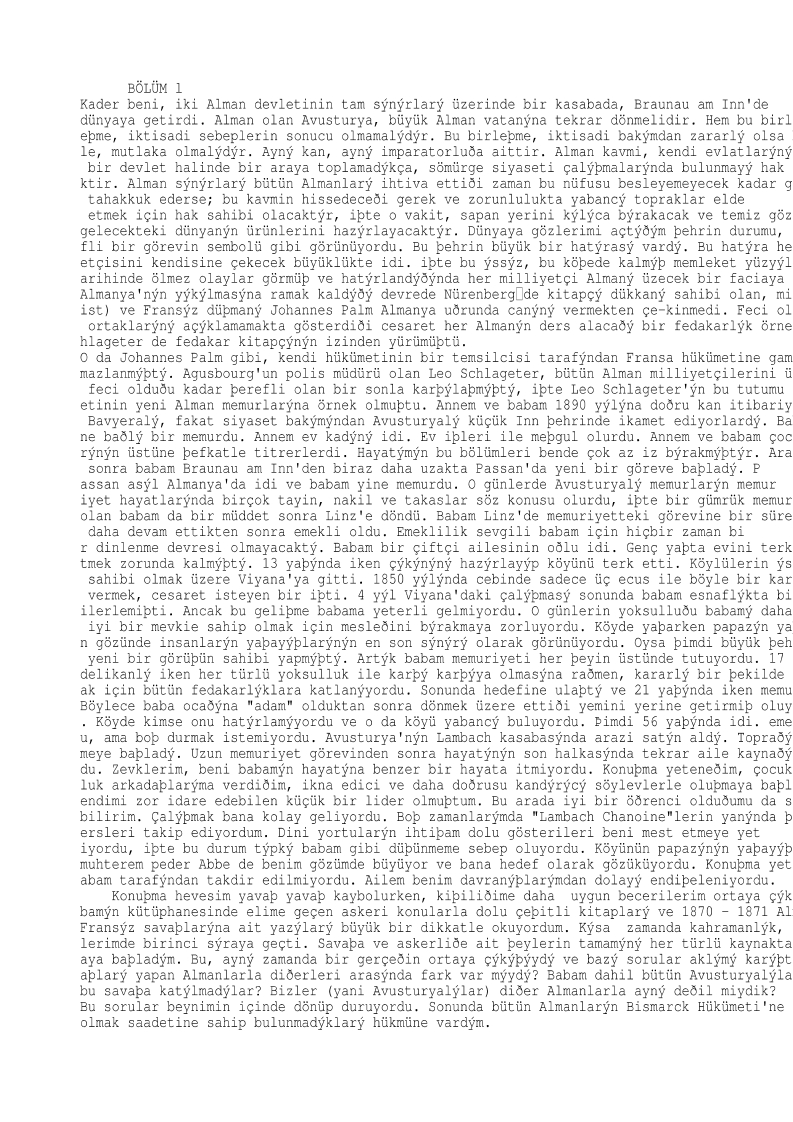 BÖLÜM 1
Kader beni, iki Alman devletinin tam sýnýrlarý üzerinde bir kasabada, Braunau am Inn'de
dünyaya getirdi. Alman olan Avusturya, büyük Alman vatanýna tekrar dönmelidir. Hem bu birl
eþme, iktisadi sebeplerin sonucu olmamalýdýr. Bu birleþme, iktisadi bakýmdan zararlý olsa
le, mutlaka olmalýdýr. Ayný kan, ayný imparatorluða aittir. Alman kavmi, kendi evlatlarýný
bir devlet halinde bir araya toplamadýkça, sömürge siyaseti çalýþmalarýnda bulunmayý hak
ktir. Alman sýnýrlarý bütün Almanlarý ihtiva ettiði zaman bu nüfusu besleyemeyecek kadar g
tahakkuk ederse; bu kavmin hissedeceði gerek ve zorunlulukta yabancý topraklar elde
etmek için hak sahibi olacaktýr, iþte o vakit, sapan yerini kýlýca býrakacak ve temiz göz
gelecekteki dünyanýn ürünlerini hazýrlayacaktýr. Dünyaya gözlerimi açtýðým þehrin durumu,
fli bir görevin sembolü gibi görünüyordu. Bu þehrin büyük bir hatýrasý vardý. Bu hatýra he
etçisini kendisine çekecek büyüklükte idi. iþte bu ýssýz, bu köþede kalmýþ memleket yüzyýl
arihinde ölmez olaylar görmüþ ve hatýrlandýðýnda her milliyetçi Almaný üzecek bir faciaya
Almanya'nýn yýkýlmasýna ramak kaldýðý devrede Nürenberg de kitapçý dükkaný sahibi olan, mi
ist) ve Fransýz düþmaný Johannes Palm Almanya uðrunda canýný vermekten çe-kinmedi. Feci ol
ortaklarýný açýklamamakta gösterdiði cesaret her Almanýn ders alacaðý bir fedakarlýk örne
hlageter de fedakar kitapçýnýn izinden yürümüþtü.
O da Johannes Palm gibi, kendi hükümetinin bir temsilcisi tarafýndan Fransa hükümetine gam
mazlanmýþtý. Agusbourg'un polis müdürü olan Leo Schlageter, bütün Alman milliyetçilerini ü
feci olduðu kadar þerefli olan bir sonla karþýlaþmýþtý, iþte Leo Schlageter'ýn bu tutumu
etinin yeni Alman memurlarýna örnek olmuþtu. Annem ve babam 1890 yýlýna doðru kan itibariy
Bavyeralý, fakat siyaset bakýmýndan Avusturyalý küçük Inn þehrinde ikamet ediyorlardý. Ba
ne baðlý bir memurdu. Annem ev kadýný idi. Ev iþleri ile meþgul olurdu. Annem ve babam çoc
rýnýn üstüne þefkatle titrerlerdi. Hayatýmýn bu bölümleri bende çok az iz býrakmýþtýr. Ara
sonra babam Braunau am Inn'den biraz daha uzakta Passan'da yeni bir göreve baþladý. P
assan asýl Almanya'da idi ve babam yine memurdu. O günlerde Avusturyalý memurlarýn memur
iyet hayatlarýnda birçok tayin, nakil ve takaslar söz konusu olurdu, iþte bir gümrük memur
olan babam da bir müddet sonra Linz'e döndü. Babam Linz'de memuriyetteki görevine bir süre
daha devam ettikten sonra emekli oldu. Emeklilik sevgili babam için hiçbir zaman bi
r dinlenme devresi olmayacaktý. Babam bir çiftçi ailesinin oðlu idi. Genç yaþta evini terk
tmek zorunda kalmýþtý. 13 yaþýnda iken çýkýnýný hazýrlayýp köyünü terk etti. Köylülerin ýs
sahibi olmak üzere Viyana'ya gitti. 1850 yýlýnda cebinde sadece üç ecus ile böyle bir kar
vermek, cesaret isteyen bir iþti. 4 yýl Viyana'daki çalýþmasý sonunda babam esnaflýkta bi
ilerlemiþti. Ancak bu geliþme babama yeterli gelmiyordu. O günlerin yoksulluðu babamý daha
iyi bir mevkie sahip olmak için mesleðini býrakmaya zorluyordu. Köyde yaþarken papazýn ya
n gözünde insanlarýn yaþayýþlarýnýn en son sýnýrý olarak görünüyordu. Oysa þimdi büyük þeh
yeni bir görüþün sahibi yapmýþtý. Artýk babam memuriyeti her þeyin üstünde tutuyordu. 17
delikanlý iken her türlü yoksulluk ile karþý karþýya olmasýna raðmen, kararlý bir þekilde
ak için bütün fedakarlýklara katlanýyordu. Sonunda hedefine ulaþtý ve 21 yaþýnda iken memu
Böylece baba ocaðýna "adam" olduktan sonra dönmek üzere ettiði yemini yerine getirmiþ oluy
. Köyde kimse onu hatýrlamýyordu ve o da köyü yabancý buluyordu. Þimdi 56 yaþýnda idi. eme
u, ama boþ durmak istemiyordu. Avusturya'nýn Lambach kasabasýnda arazi satýn aldý. Topraðý
meye baþladý. Uzun memuriyet görevinden sonra hayatýnýn son halkasýnda tekrar aile kaynaðý
du. Zevklerim, beni babamýn hayatýna benzer bir hayata itmiyordu. Konuþma yeteneðim, çocuk
luk arkadaþlarýma verdiðim, ikna edici ve daha doðrusu kandýrýcý söylevlerle oluþmaya baþl
endimi zor idare edebilen küçük bir lider olmuþtum. Bu arada iyi bir öðrenci olduðumu da s
bilirim. Çalýþmak bana kolay geliyordu. Boþ zamanlarýmda "Lambach Chanoine"lerin yanýnda þ
ersleri takip ediyordum. Dini yortularýn ihtiþam dolu gösterileri beni mest etmeye yet
iyordu, iþte bu durum týpký babam gibi düþünmeme sebep oluyordu. Köyünün papazýnýn yaþayýþ
muhterem peder Abbe de benim gözümde büyüyor ve bana hedef olarak gözüküyordu. Konuþma yet
abam tarafýndan takdir edilmiyordu. Ailem benim davranýþlarýmdan dolayý endiþeleniyordu.
Konuþma hevesim yavaþ yavaþ kaybolurken, kiþiliðime daha  uygun becerilerim ortaya çýk
bamýn kütüphanesinde elime geçen askeri konularla dolu çeþitli kitaplarý ve 1870 - 1871 Al
Fransýz savaþlarýna ait yazýlarý büyük bir dikkatle okuyordum. Kýsa  zamanda kahramanlýk,
lerimde birinci sýraya geçti. Savaþa ve askerliðe ait þeylerin tamamýný her türlü kaynakta
aya baþladým. Bu, ayný zamanda bir gerçeðin ortaya çýkýþýydý ve bazý sorular aklýmý karýþt
aþlarý yapan Almanlarla diðerleri arasýnda fark var mýydý? Babam dahil bütün Avusturyalýla
bu savaþa katýlmadýlar? Bizler (yani Avusturyalýlar) diðer Almanlarla ayný deðil miydik?
Bu sorular beynimin içinde dönüp duruyordu. Sonunda bütün Almanlarýn Bismarck Hükümeti'ne
olmak saadetine sahip bulunmadýklarý hükmüne vardým.